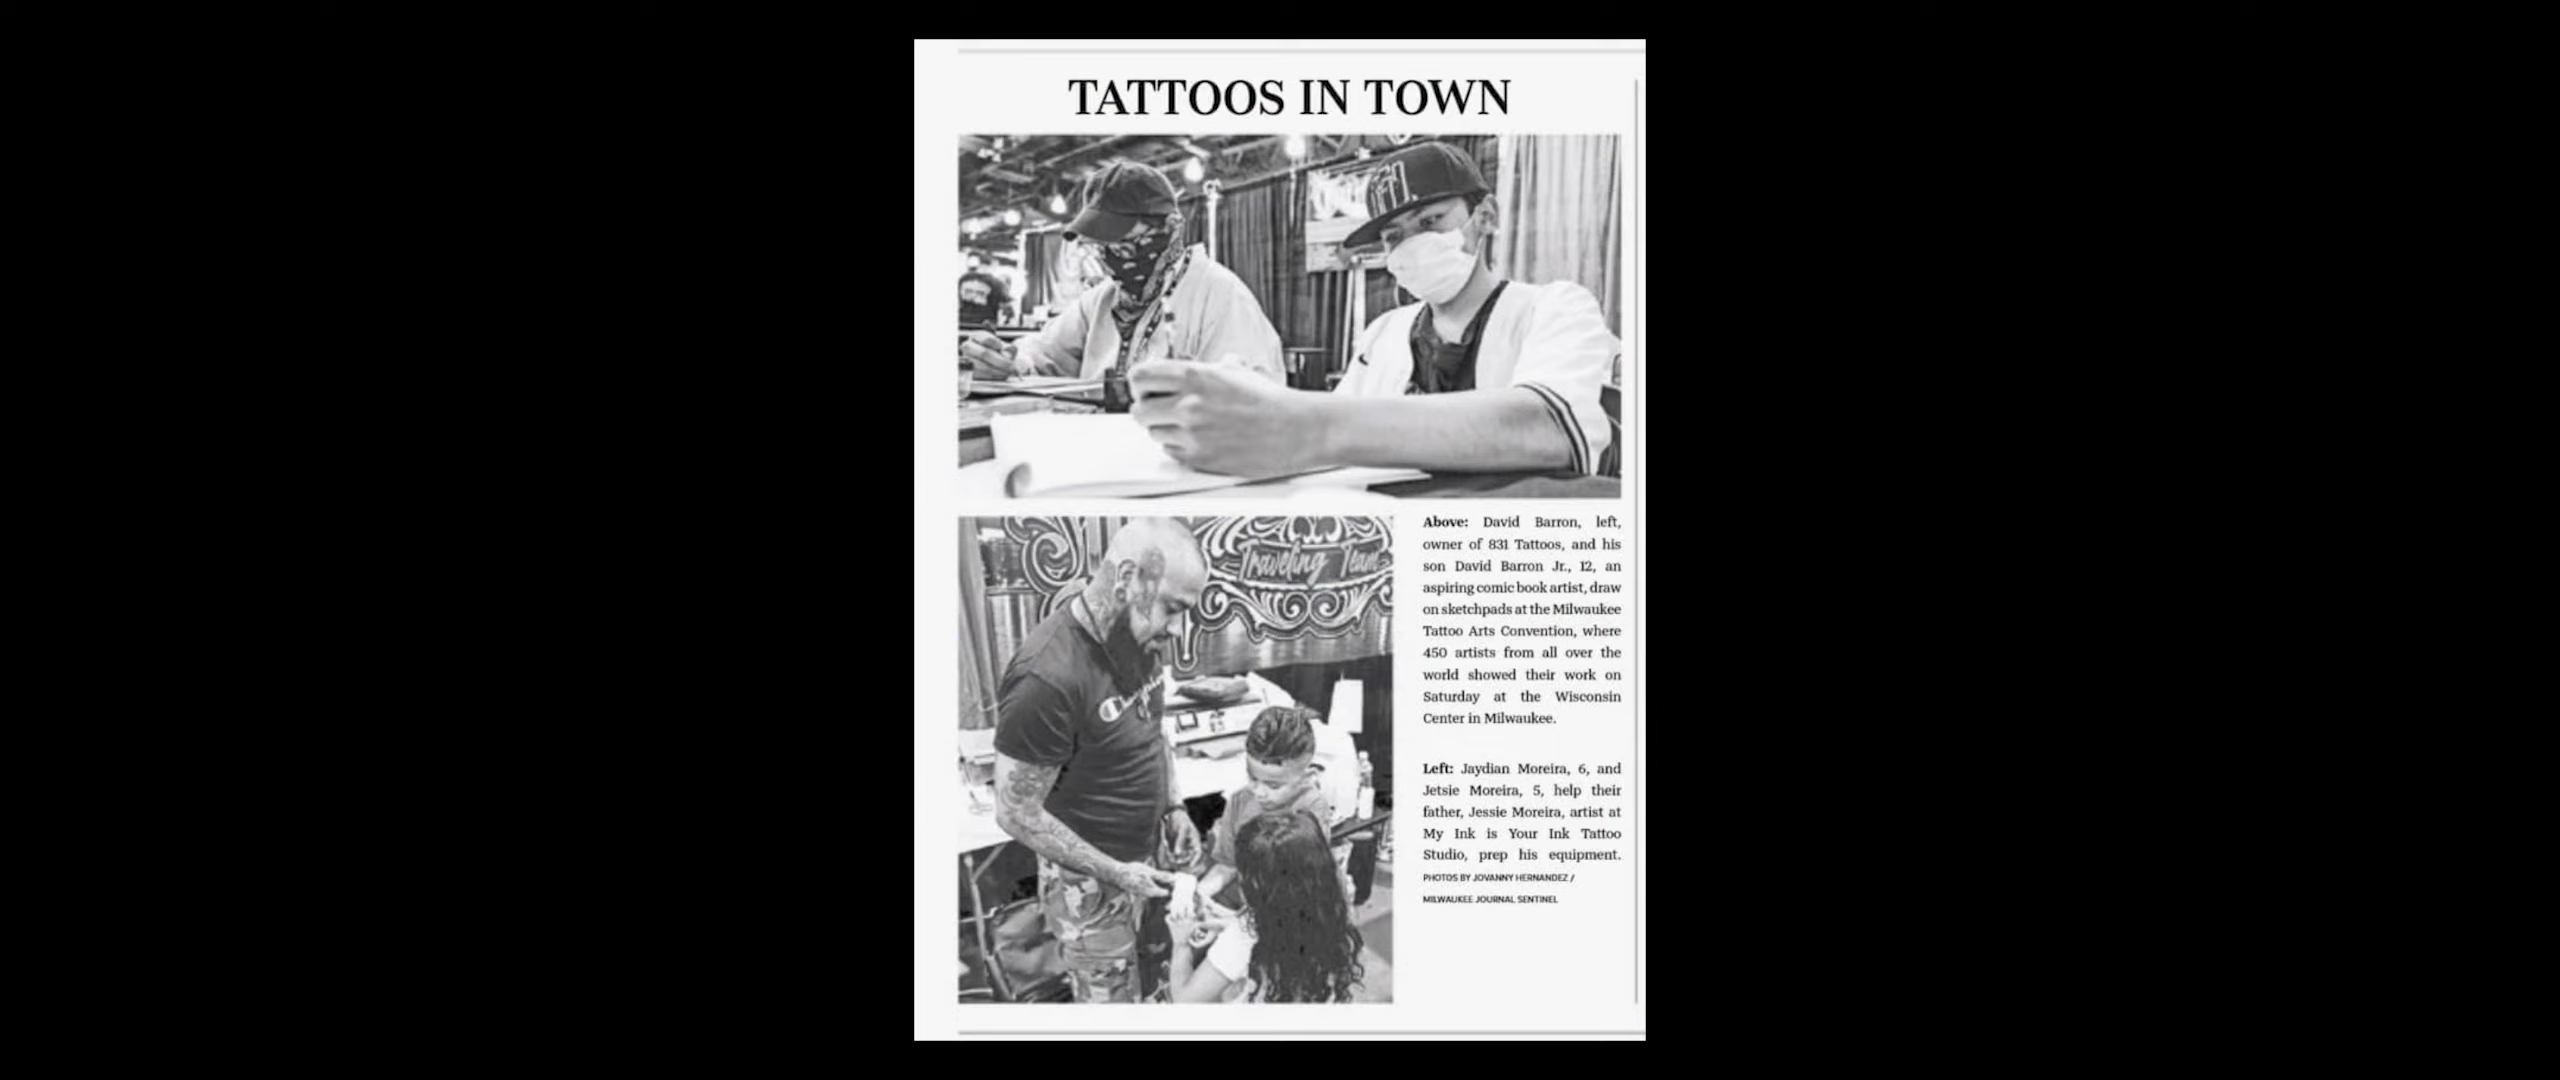 TATTOOS IN TOWN
Traveling Team
Champion
Above: David Barron, left,
owner of 831 Tattoos, and his
son David Barron Jr., 12, an
aspiring comic book artist, draw
on sketchpads at the Milwaukee
Tattoo Arts Convention, where
450 artists from all over the
world showed their work on
Saturday at the Wisconsin
Center in Milwaukee.
Left: Jaydian Moreira, 6, and
Jetsie Moreira, 5, help their
father, Jessie Moreira, artist at
My Ink is Your Ink Tattoo
Studio, prep his equipment.
PHOTOS BY JOVANNY HERNANDEZ /
MILWAUKEE JOURNAL SENTINEL